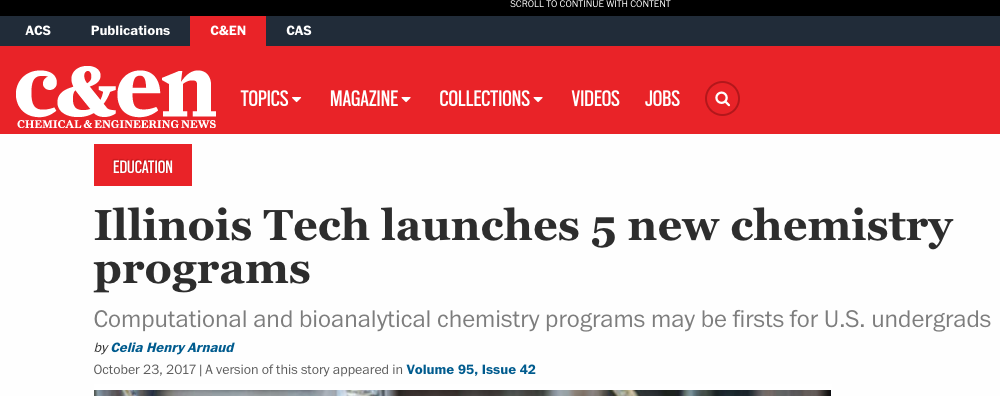 SCROLL TO CONTINUE WITH CONTENT
ACS Publications C&EN CAS
c&en
CHEMICAL & ENGINEERING NEWS
TOPICS MAGAZINE COLLECTIONS VIDEOS JOBS
EDUCATION
Illinois Tech launches 5 new chemistry
programs
Computational and bioanalytical chemistry programs may be firsts for U.S. undergrads
by Celia Henry Arnaud
October 23, 2017 | A version of this story appeared in Volume 95, Issue 42